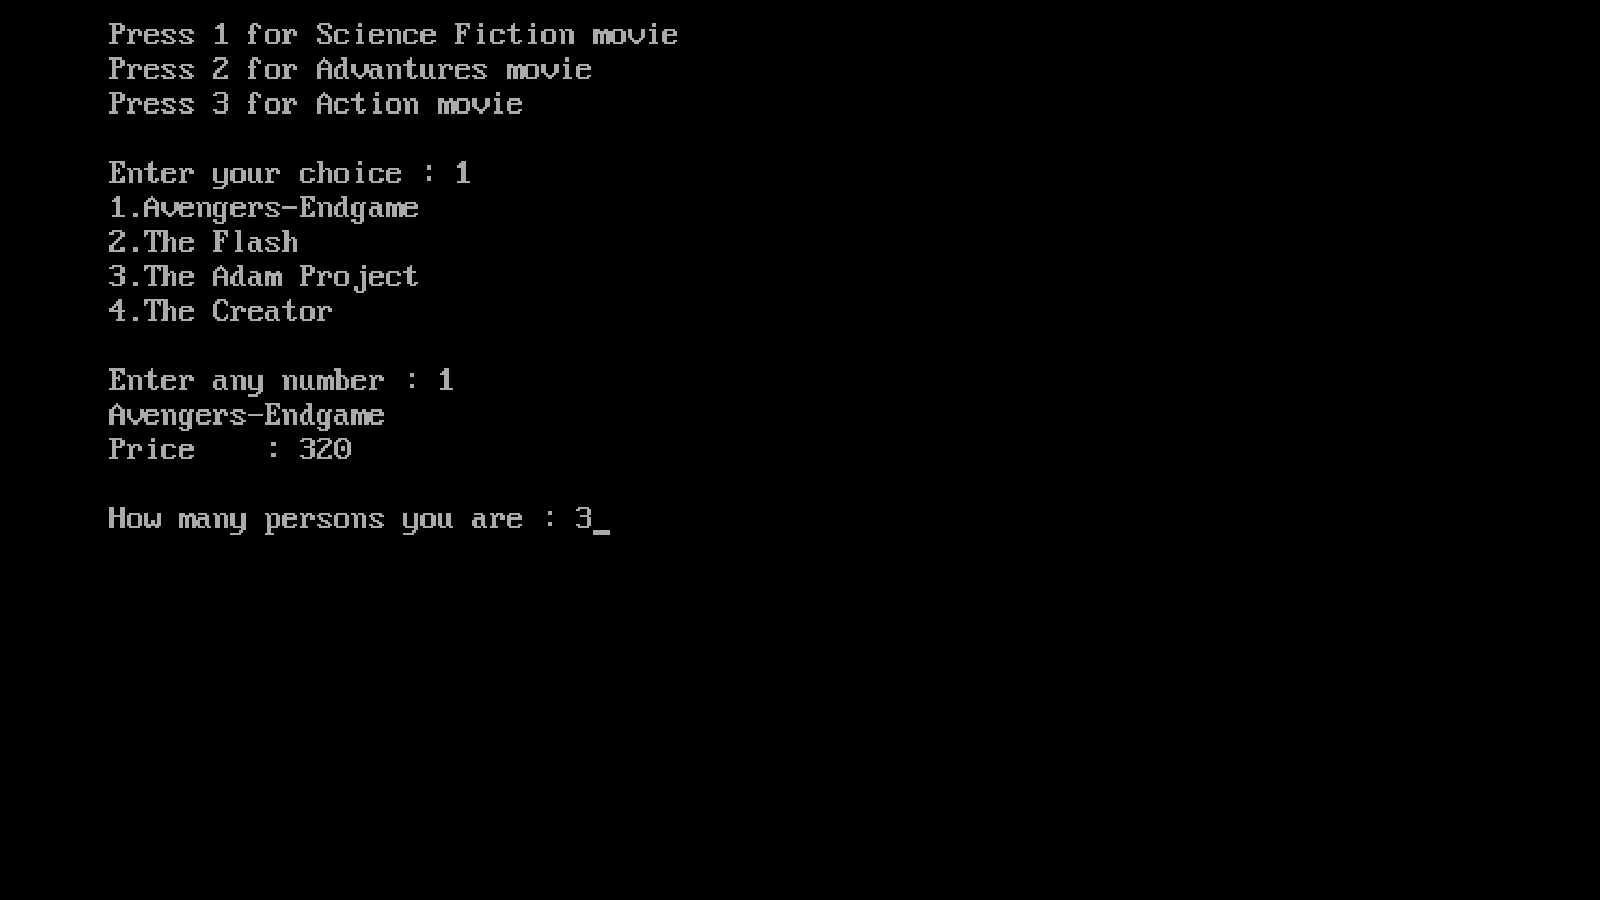 Press 1 for Science Fiction movie
Press 2 for Advantures movie
Press 3 for Action movie
Enter your choice : 1
1.Avengers-Endgame
2.The Flash
3.The Adam Project
4.The Creator
Enter any number : 1
Avengers-Endgame
Price    : 320
How many persons you are : 3_